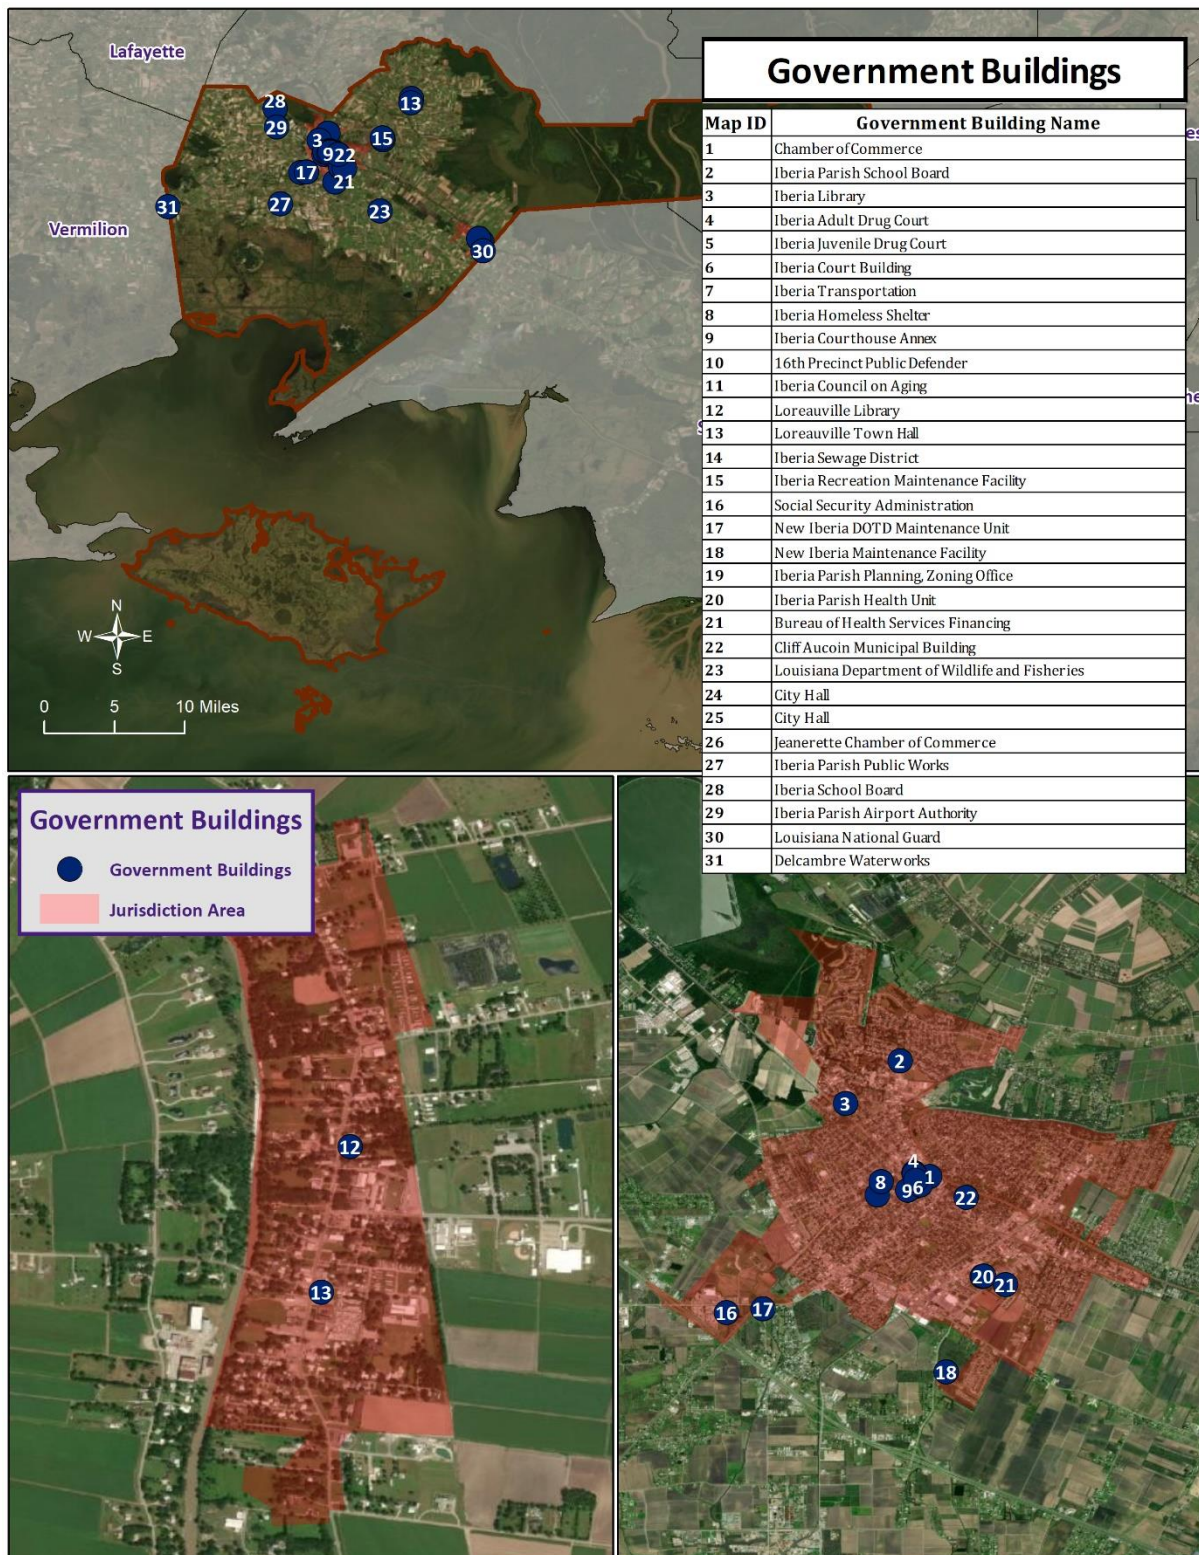 Lafayette
Vermilion
28
29
3
9
22
17
21
27
31
13
15
23
30
N
W E
S
0 5 10 Miles
Government Buildings
Map ID Government Building Name
1 Chamber of Commerce
2 Iberia Parish School Board
3 Iberia Library
4 Iberia Adult Drug Court
5 Iberia Juvenile Drug Court
6 Iberia Court Building
7 Iberia Transportation
8 Iberia Homeless Shelter
9 Iberia Courthouse Annex
10 16th Precinct Public Defender
11 Iberia Council on Aging
12 Loreauville Library
13 Loreauville Town Hall
14 Iberia Sewage District
15 Iberia Recreation Maintenance Facility
16 Social Security Administration
17 New Iberia DOTD Maintenance Unit
18 New Iberia Maintenance Facility
19 Iberia Parish Planning, Zoning Office
20 Iberia Parish Health Unit
21 Bureau of Health Services Financing
22 Cliff Aucoin Municipal Building
23 Louisiana Department of Wildlife and Fisheries
24 City Hall
25 City Hall
26 Jeanerette Chamber of Commerce
27 Iberia Parish Public Works
28 Iberia School Board
29 Iberia Parish Airport Authority
30 Louisiana National Guard
31 Delcambre Waterworks
Government Buildings
Government Buildings
Jurisdiction Area
12
13
2
3
4
8
1
9 6
22
20
21
16
17
18